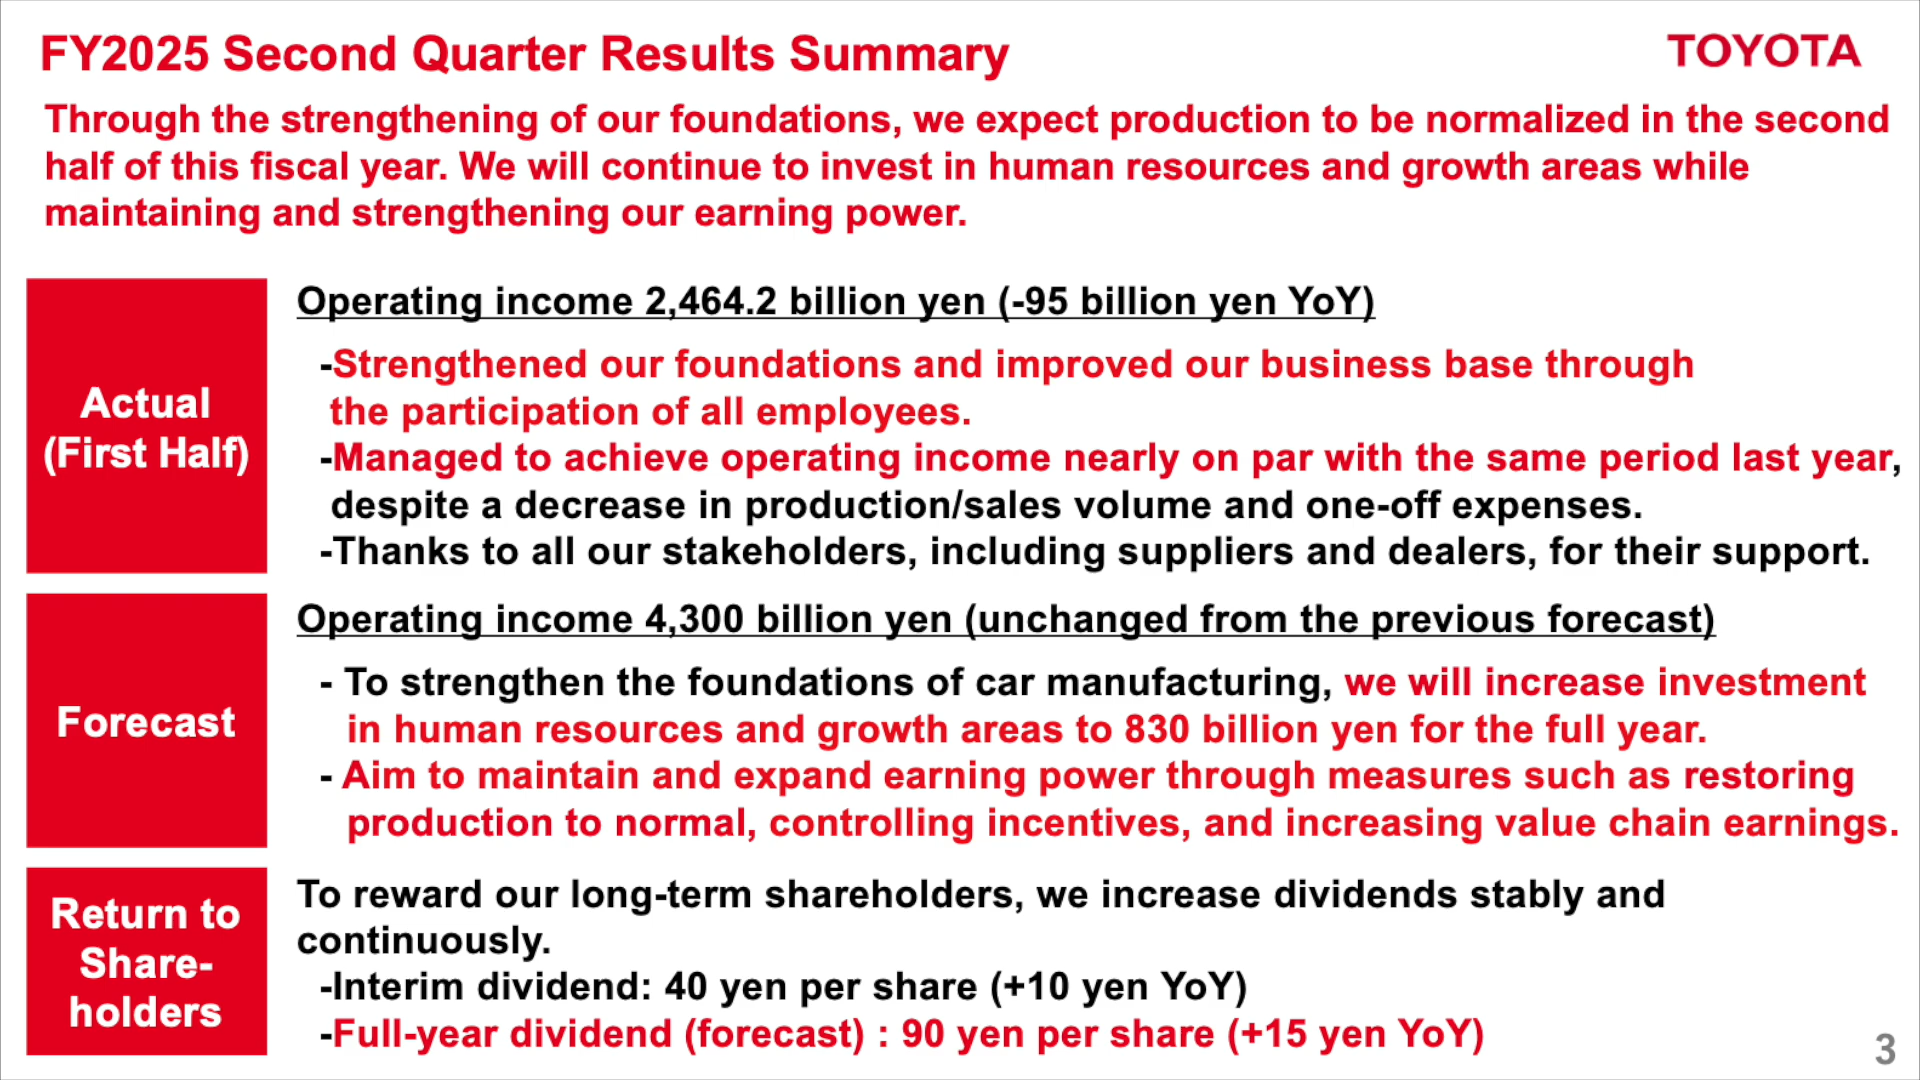 FY2025 Second Quarter Results Summary
TOYOTA
Through the strengthening of our foundations, we expect production to be normalized in the second
half of this fiscal year. We will continue to invest in human resources and growth areas while
maintaining and strengthening our earning power.
Actual
(First Half)
Operating income 2,464.2 billion yen (-95 billion yen YoY)
-Strengthened our foundations and improved our business base through
the participation of all employees.
-Managed to achieve operating income nearly on par with the same period last year,
despite a decrease in production/sales volume and one-off expenses.
-Thanks to all our stakeholders, including suppliers and dealers, for their support.
Forecast
Operating income 4,300 billion yen (unchanged from the previous forecast)
- To strengthen the foundations of car manufacturing, we will increase investment
in human resources and growth areas to 830 billion yen for the full year.
- Aim to maintain and expand earning power through measures such as restoring
production to normal, controlling incentives, and increasing value chain earnings.
Return to
Share-
holders
To reward our long-term shareholders, we increase dividends stably and
continuously.
-Interim dividend: 40 yen per share (+10 yen YoY)
-Full-year dividend (forecast) : 90 yen per share (+15 yen YoY)
3